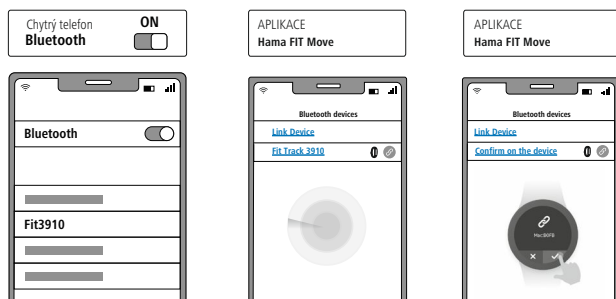 Chytrý telefon
Bluetooth
ON
APLIKACE
Hama FIT Move
APLIKACE
Hama FIT Move
Bluetooth
Fit3910
Bluetooth devices
Link Device
Fit Track 3910
Bluetooth devices
Link Device
Confirm on the device